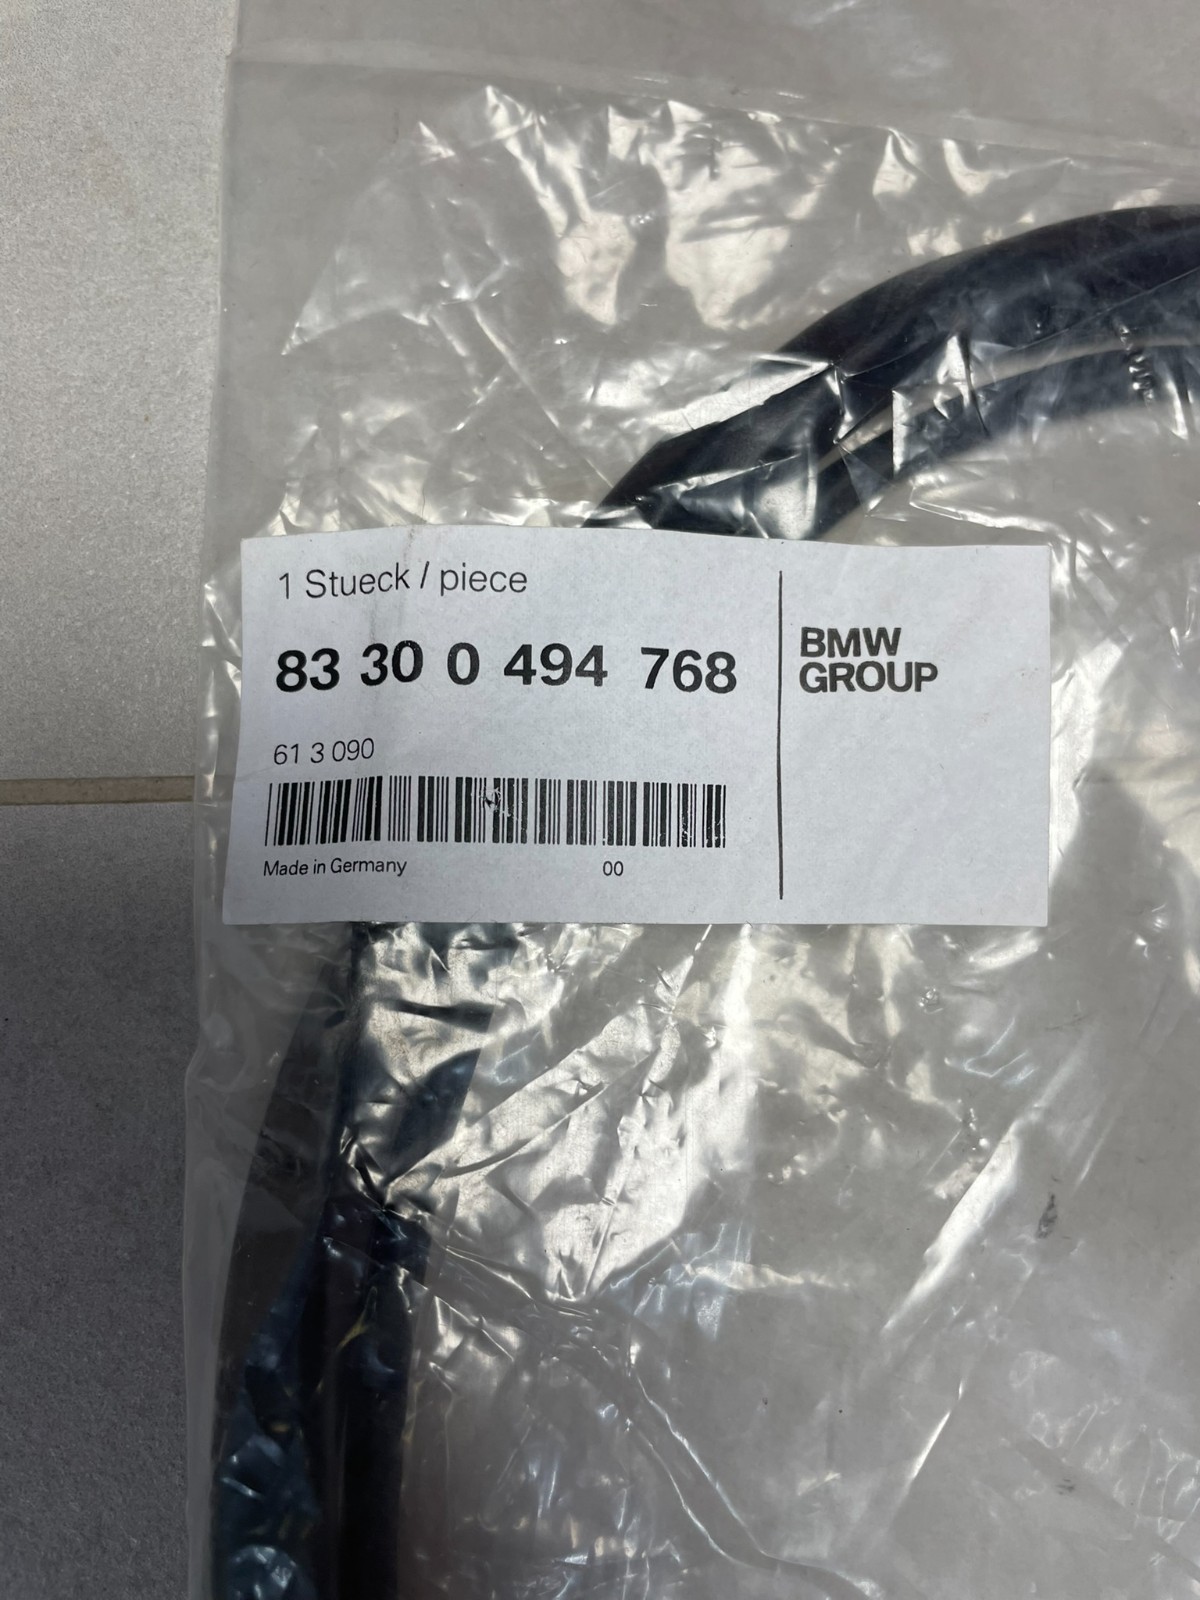 1 Stueck / piece
83 30 0 494 768
61 3 090
Made in Germany 00
BMW
GROUP